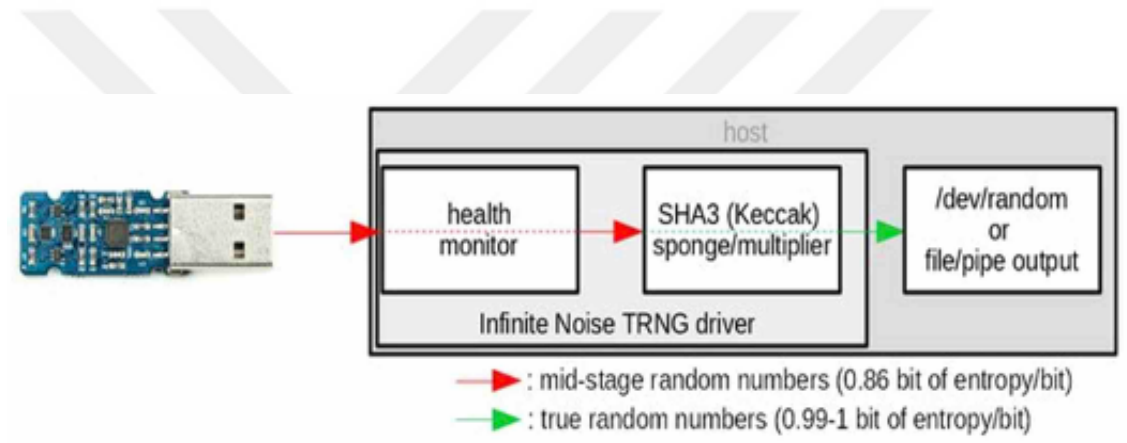 host
health
monitor
SHA3 (Keccak)
sponge/multiplier
/dev/random
or
file/pipe output
Infinite Noise TRNG driver
: mid-stage random numbers (0.86 bit of entropy/bit)
: true random numbers (0.99-1 bit of entropy/bit)